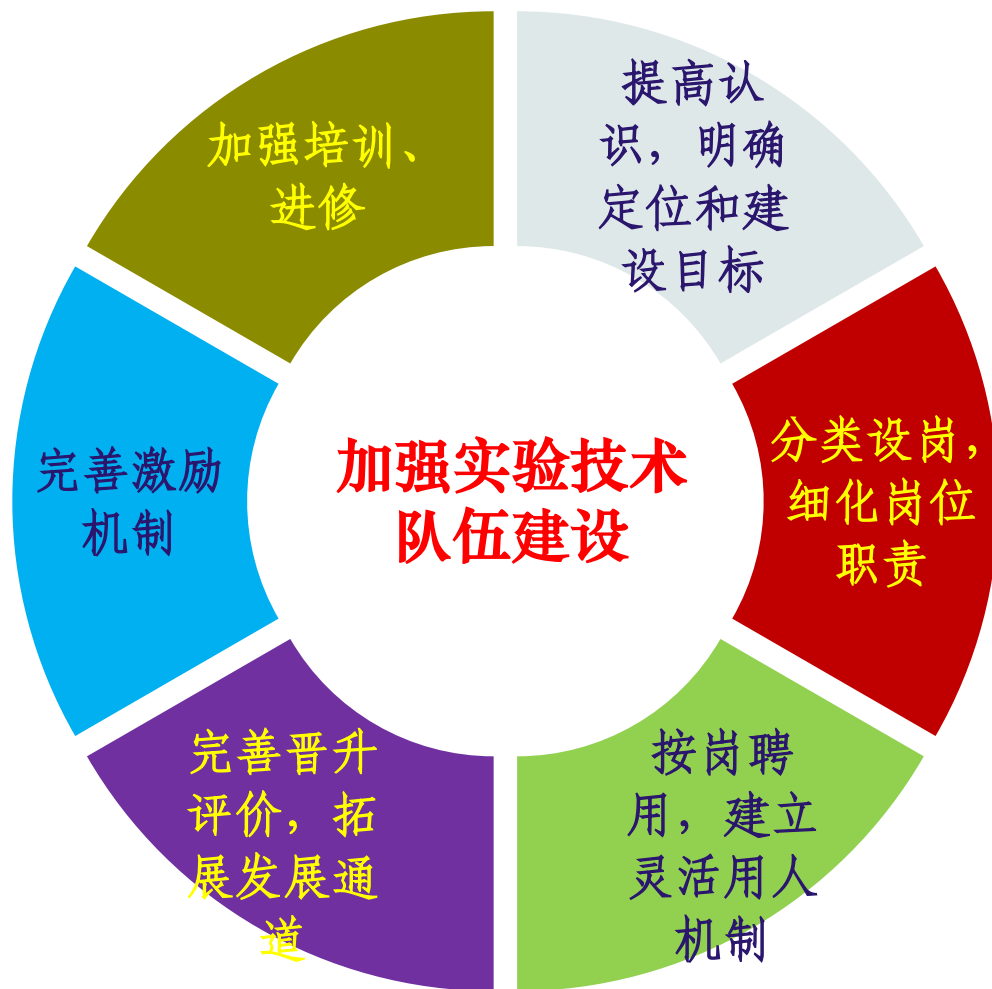 提高认
识，明确
定位和建
设目标
分类设岗，
细化岗位
职责
按岗聘
用，建立
灵活用人
机制
完善晋升
评价，拓
展发展通
道
完善激励
机制
加强培训、
进修
加强实验技术
队伍建设